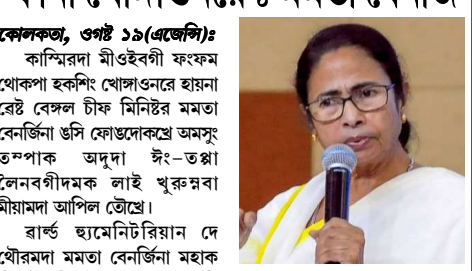 কোলকতা, ওগষ্ট ১৯(এজেন্সি):
কাস্মিরদা মীওইবগী ফংফম
থোকপা হকশিং খোঙ্গাওনরে হায়না
ৱেষ্ট বেঙ্গল চীফ মিনিষ্টর মমতা
বেনর্জিনা ঙসি ফোঙদোকখ্রে অমসুং
তম্পাক অদুদা ঈং-তপ্পা
লৈনবগীদমক লাই খুরুম্নবা
মীয়ামদা আপিল তৌখ্রে।
ৱার্ল্ড হ্যুমেনিটরিয়ান দে
থৌরমদা মমতা বেনর্জিনা মহাক